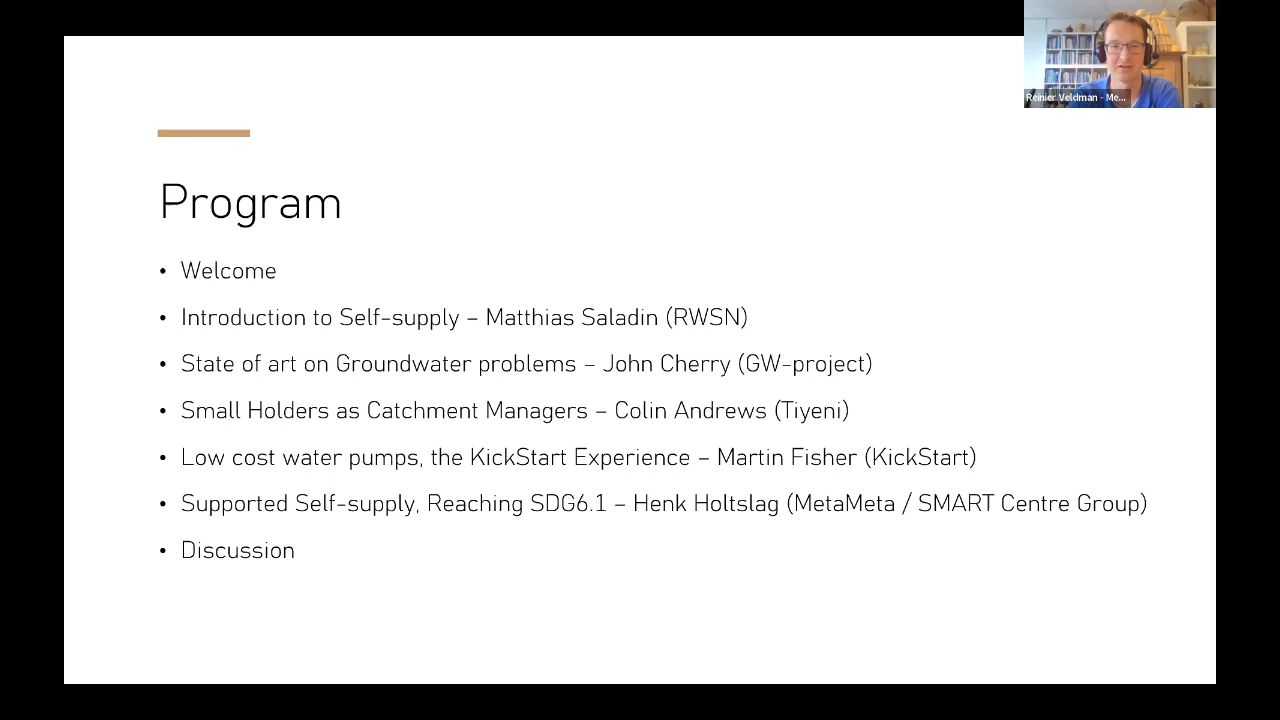 Reinier Veldman - Me...
Program
• Welcome
• Introduction to Self-supply – Matthias Saladin (RWSN)
• State of art on Groundwater problems – John Cherry (GW-project)
• Small Holders as Catchment Managers – Colin Andrews (Tiyeni)
• Low cost water pumps, the KickStart Experience – Martin Fisher (KickStart)
• Supported Self-supply, Reaching SDG6.1 – Henk Holtslag (MetaMeta / SMART Centre Group)
• Discussion